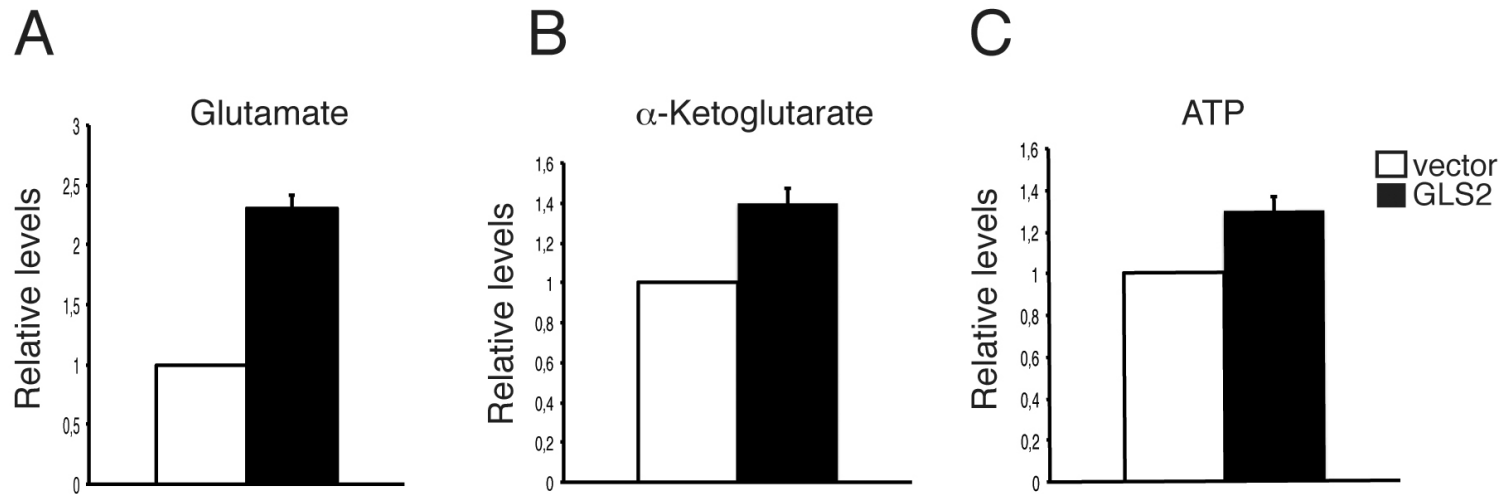 A
Glutamate
Relative levels
3
2,5
2
1,5
1
0,5
0
B
α-Ketoglutarate
Relative levels
1,6
1,4
1,2
1
0,8
0,6
0,4
0,2
0
C
ATP
Relative levels
1,6
1,4
1,2
1
0,8
0,6
0,4
0,2
0
vector
GLS2